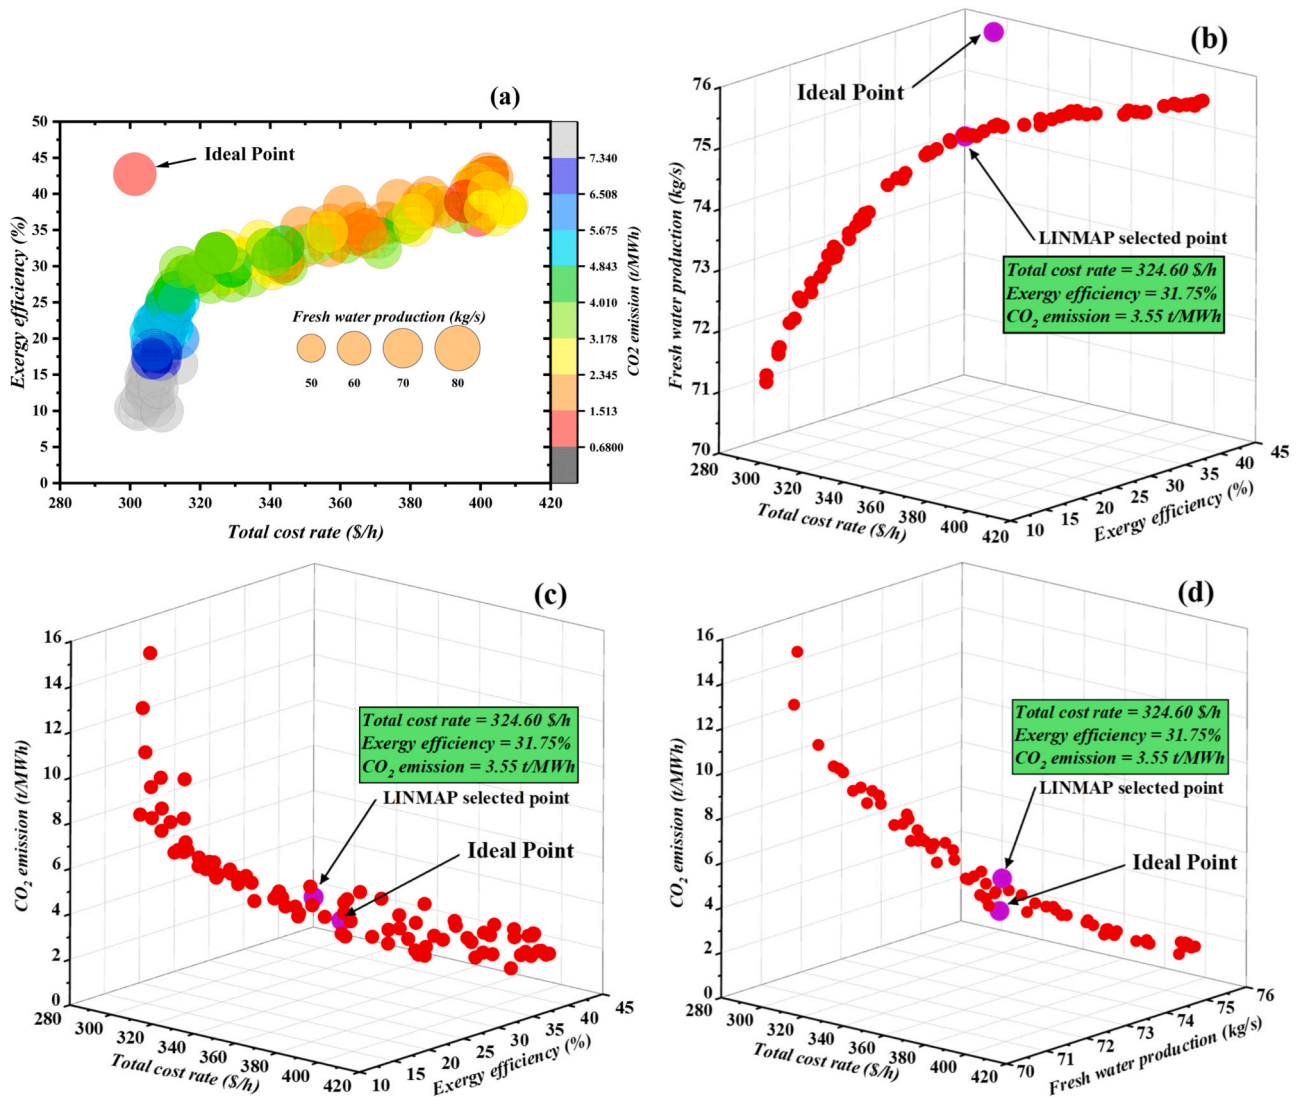 (a)
50
45
40
35
30
25
20
15
10
5
0
Exergy efficiency (%)
Ideal Point
Fresh water production (kg/s)
50 60 70 80
280 300 320 340 360 380 400 420
Total cost rate ($/h)
7.340
6.508
5.675
4.843
4.010
3.178
2.345
1.513
0.6800
CO2 emission (t/MWh)
(b)
76
75
74
73
72
71
70
Fresh water production (kg/s)
Ideal Point
LINMAP selected point
Total cost rate = 324.60 $/h
Exergy efficiency = 31.75%
CO2 emission = 3.55 t/MWh
280 300 320 340 360 380 400 420
Total cost rate ($/h)
10 15 20 25 30 35 40 45
Exergy efficiency (%)
(c)
16
14
12
10
8
6
4
2
0
CO2 emission (t/MWh)
Total cost rate = 324.60 $/h
Exergy efficiency = 31.75%
CO2 emission = 3.55 t/MWh
LINMAP selected point
Ideal Point
280 300 320 340 360 380 400 420
Total cost rate ($/h)
10 15 20 25 30 35 40 45
Exergy efficiency (%)
(d)
16
14
12
10
8
6
4
2
0
CO2 emission (t/MWh)
Total cost rate = 324.60 $/h
Exergy efficiency = 31.75%
CO2 emission = 3.55 t/MWh
LINMAP selected point
Ideal Point
280 300 320 340 360 380 400 420
Total cost rate ($/h)
70 71 72 73 74 75 76
Fresh water production (kg/s)